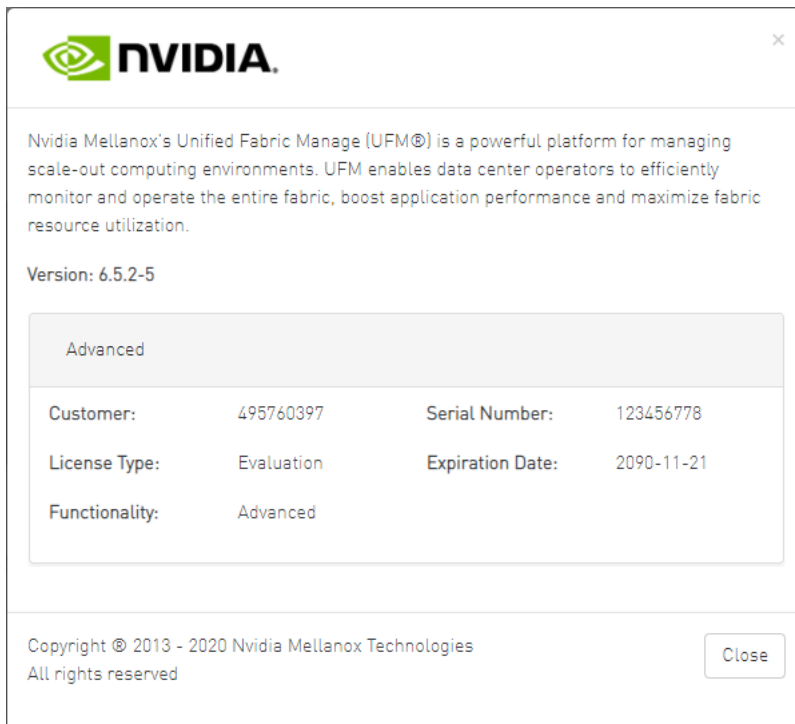 NVIDIA.
×
Nvidia Mellanox's Unified Fabric Manage (UFM®) is a powerful platform for managing
scale-out computing environments. UFM enables data center operators to efficiently
monitor and operate the entire fabric, boost application performance and maximize fabric
resource utilization.
Version: 6.5.2-5
Advanced
Customer: 495760397 Serial Number: 123456778
License Type: Evaluation Expiration Date: 2090-11-21
Functionality: Advanced
Copyright ® 2013 - 2020 Nvidia Mellanox Technologies
All rights reserved
Close